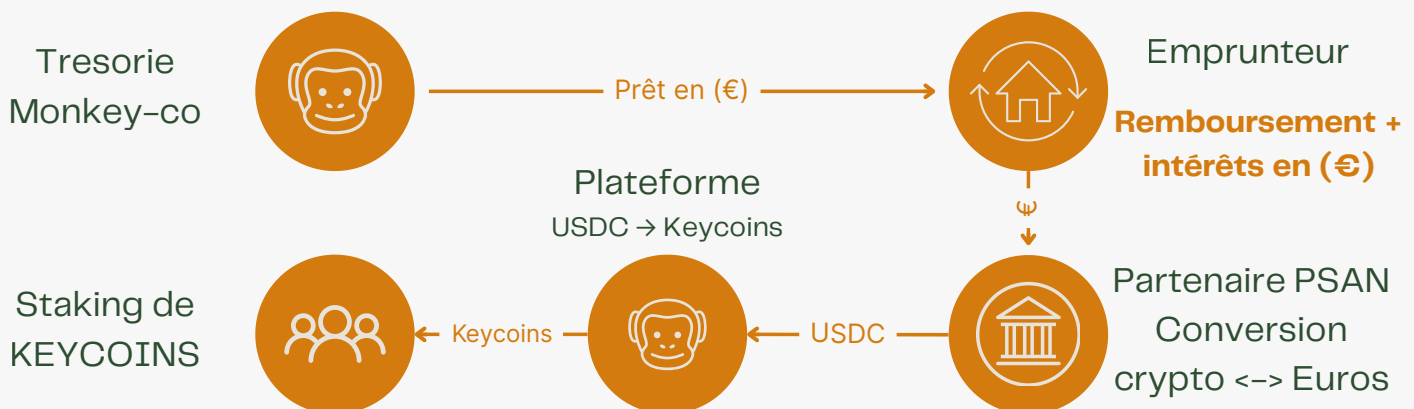 Tresorie
Monkey-co
Prêt en (€)
Emprunteur
Remboursement +
intérêts en (€)
€
Plateforme
USDC → Keycoins
Staking de
KEYCOINS
Keycoins
USDC
Partenaire PSAN
Conversion
crypto <-> Euros